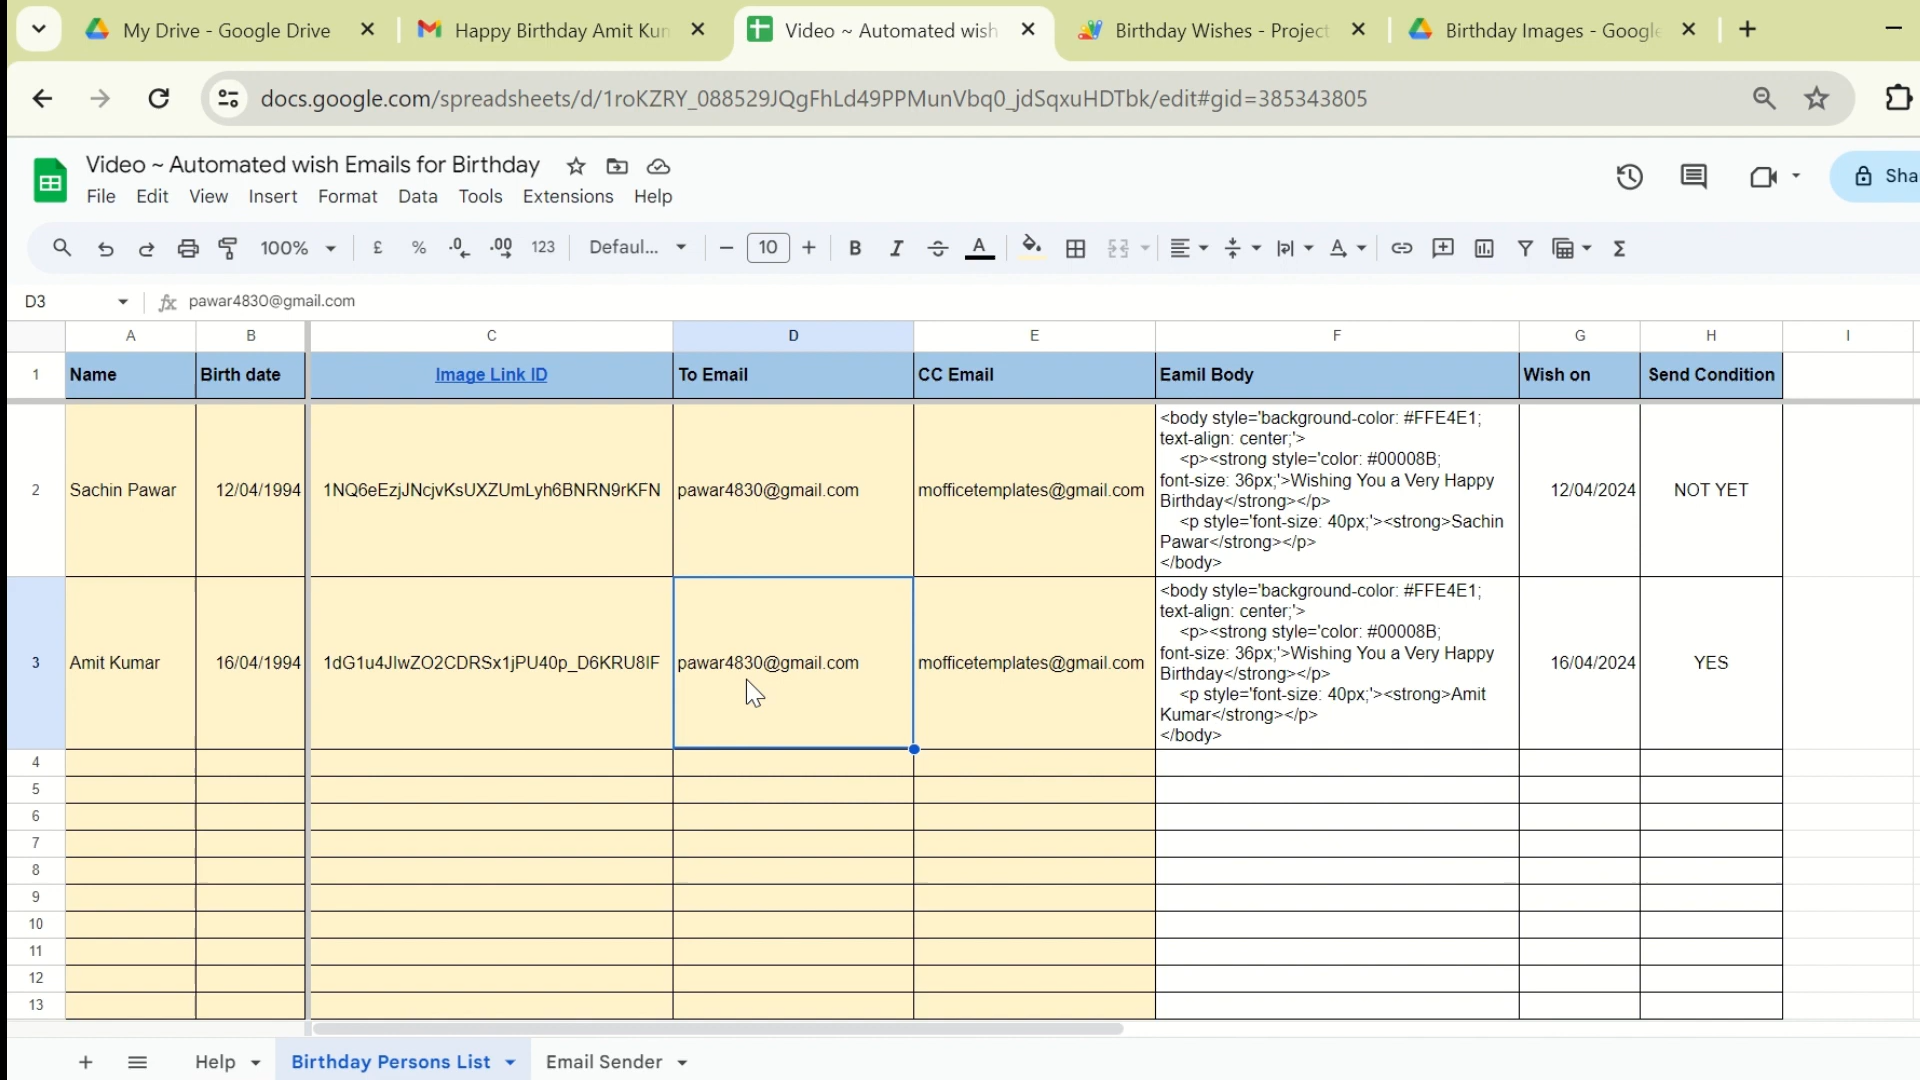 My Drive - Google Drive
Happy Birthday Amit Kun
Video ~ Automated wish
Birthday Wishes - Project
Birthday Images - Google
docs.google.com/spreadsheets/d/1roKZRY_088529JQgFhLd49PPMunVbq0_jdSqxuHDTbk/edit#gid=385343805
Video ~ Automated wish Emails for Birthday
File Edit View Insert Format Data Tools Extensions Help
Sha
100% £ % .0 .00 123 Defaul... 10 B I A Σ
D3 fx pawar4830@gmail.com
A B C D E F G H I
1 Name Birth date Image Link ID To Email CC Email Eamil Body Wish on Send Condition
<body style='background-color: #FFE4E1;
text-align: center;'>
<p><strong style='color: #00008B;
font-size: 36px;'>Wishing You a Very Happy
2 Sachin Pawar 12/04/1994 1NQ6eEzjJNcjvKsUXZUmLyh6BNRN9rKFN pawar4830@gmail.com mofficetemplates@gmail.com 12/04/2024 NOT YET
Birthday</strong></p>
<p style='font-size: 40px;'><strong>Sachin
Pawar</strong></p>
</body>
<body style='background-color: #FFE4E1;
text-align: center;'>
<p><strong style='color: #00008B;
font-size: 36px;'>Wishing You a Very Happy
3 Amit Kumar 16/04/1994 1dG1u4JIwZO2CDRSx1jPU40p_D6KRU8IF pawar4830@gmail.com mofficetemplates@gmail.com 16/04/2024 YES
Birthday</strong></p>
<p style='font-size: 40px;'><strong>Amit
Kumar</strong></p>
</body>
4
5
6
7
8
9
10
11
12
13
Help Birthday Persons List Email Sender